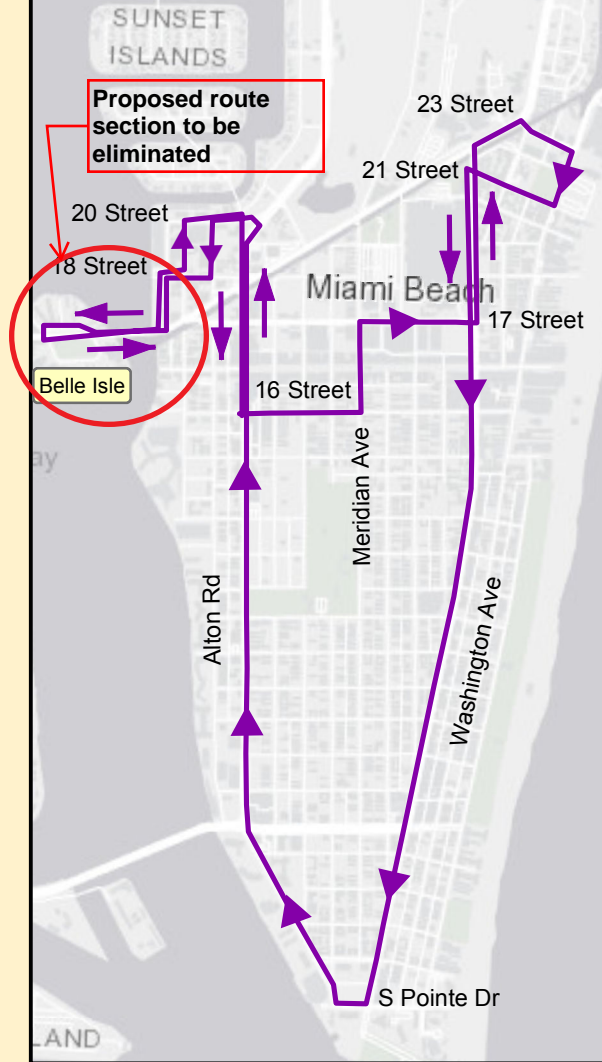 SUNSET
ISLANDS
Proposed route
section to be
eliminated
23 Street
21 Street
20 Street
18 Street
Miami Beach
17 Street
Belle Isle
16 Street
ay
Meridian Ave
Alton Rd
Washington Ave
S Pointe Dr
LAND